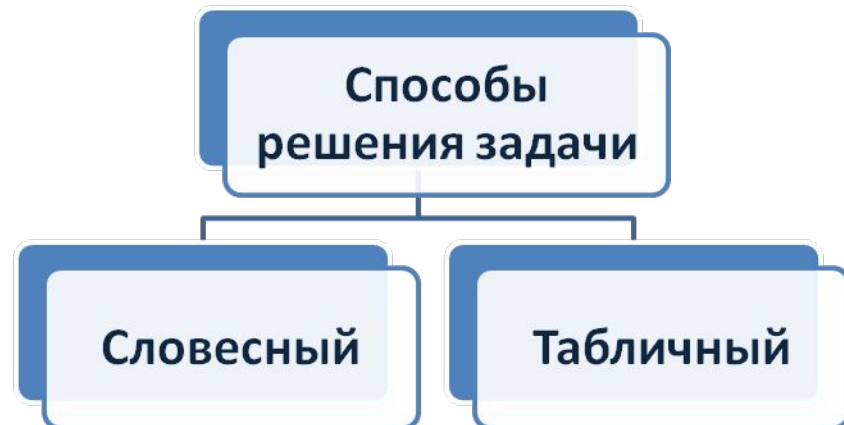 Способы
решения задачи
Словесный
Табличный